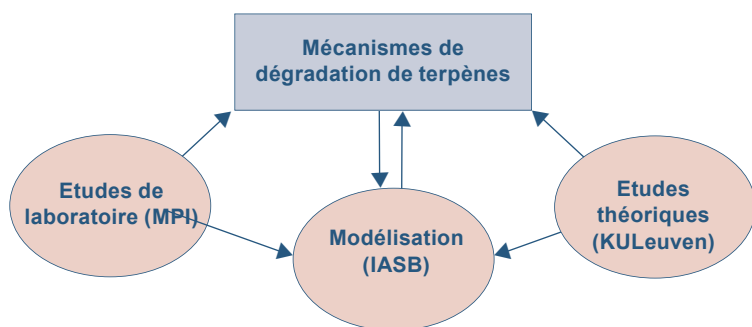 Mécanismes de
dégradation de terpènes
Etudes de
laboratoire (MPI)
Modélisation
(IASB)
Etudes
théoriques
(KULeuven)